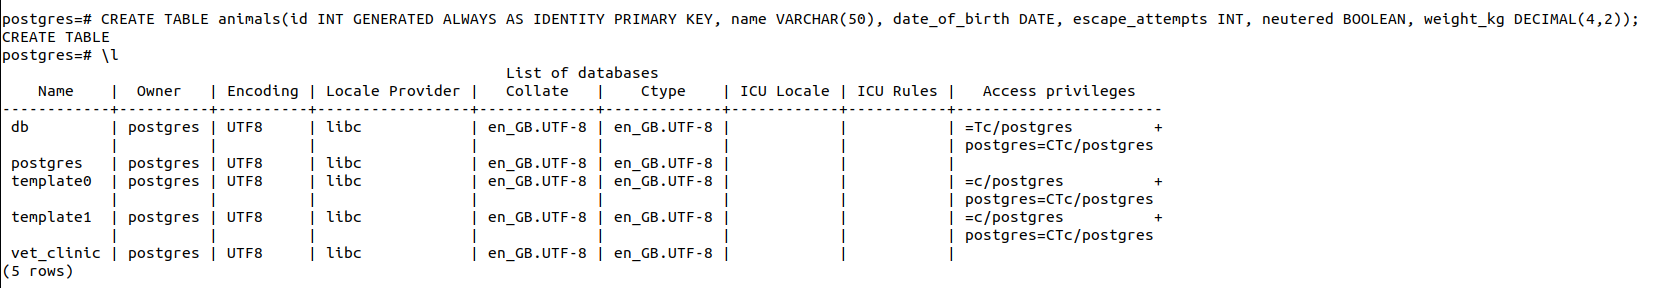 postgres=# CREATE TABLE animals(id INT GENERATED ALWAYS AS IDENTITY PRIMARY KEY, name VARCHAR(50), date_of_birth DATE, escape_attempts INT, neutered BOOLEAN, weight_kg DECIMAL(4,2));
CREATE TABLE
postgres=# \l
                                                        List of databases
    Name    |  Owner   | Encoding | Locale Provider |   Collate   |    Ctype    | ICU Locale | ICU Rules |   Access privileges
------------+----------+----------+-----------------+-------------+-------------+------------+-----------+-----------------------
 db         | postgres | UTF8     | libc            | en_GB.UTF-8 | en_GB.UTF-8 |            |           | =Tc/postgres         +
            |          |          |                 |             |             |            |           | postgres=CTc/postgres
 postgres   | postgres | UTF8     | libc            | en_GB.UTF-8 | en_GB.UTF-8 |            |           |
 template0  | postgres | UTF8     | libc            | en_GB.UTF-8 | en_GB.UTF-8 |            |           | =c/postgres          +
            |          |          |                 |             |             |            |           | postgres=CTc/postgres
 template1  | postgres | UTF8     | libc            | en_GB.UTF-8 | en_GB.UTF-8 |            |           | =c/postgres          +
            |          |          |                 |             |             |            |           | postgres=CTc/postgres
 vet_clinic | postgres | UTF8     | libc            | en_GB.UTF-8 | en_GB.UTF-8 |            |           |
(5 rows)